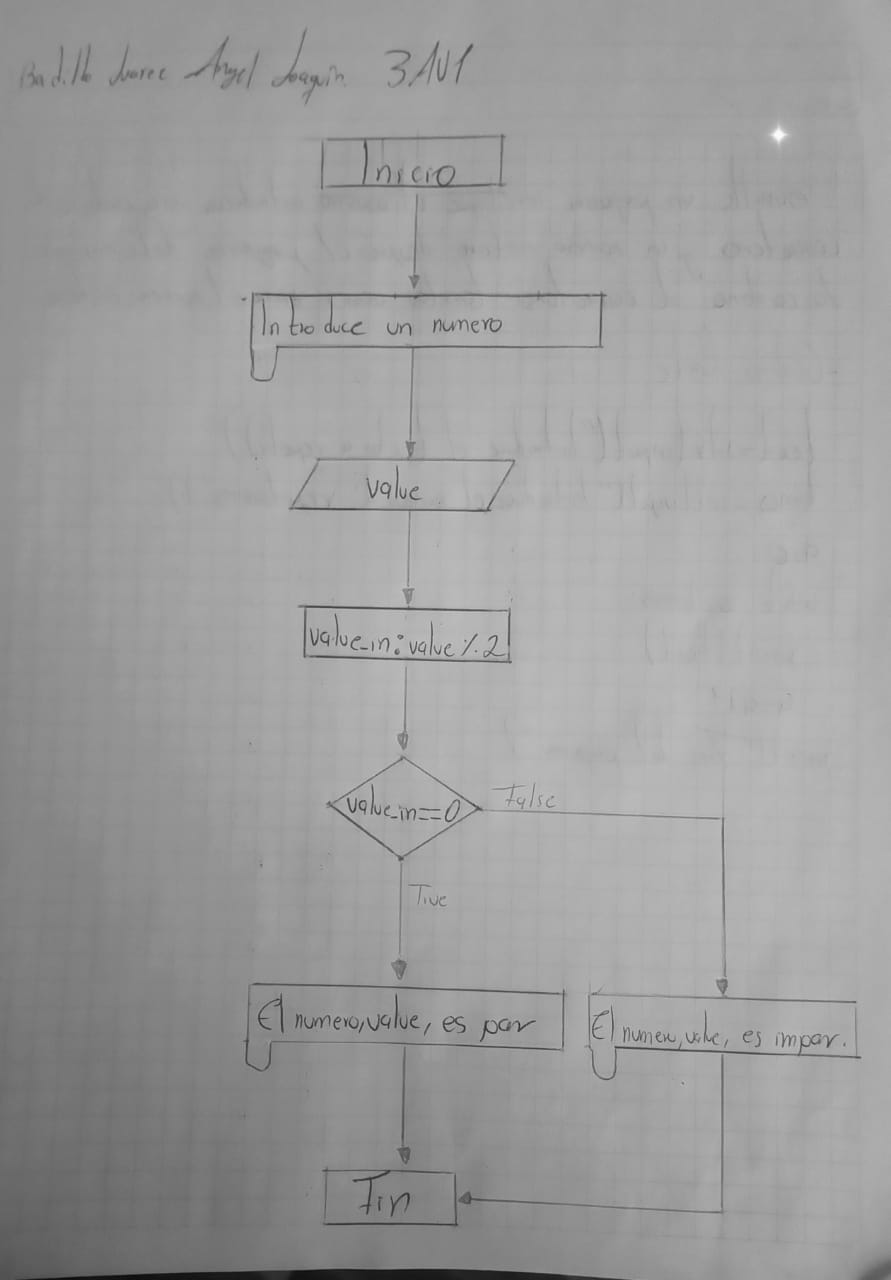 Badillo Juarez Angel Joaquin 3AV1
Inicio
Introduce un numero
value
value_in: value % 2
value_in==0
False
True
El numero, value, es par
El numero, value, es impar.
Fin